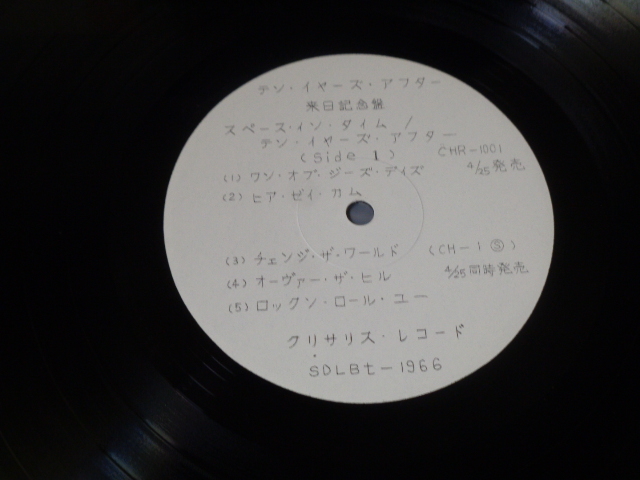 テン・イヤーズ・アフター
来日記念盤
スペース・イン・タイム /
テン・イヤーズ・アフター
(Side 1) CHR-1001
(1) ワン・オブ・ジーズ・デイズ 4/25発売
(2) ヒア・ゼイ・カム
(3) チェンジ・ザ・ワールド (CH-1 Ⓢ)
(4) オーヴァー・ザ・ヒル 4/25同時発売
(5) ロックン・ロール・ユー
クリサリス・レコード
SDLBt-1966